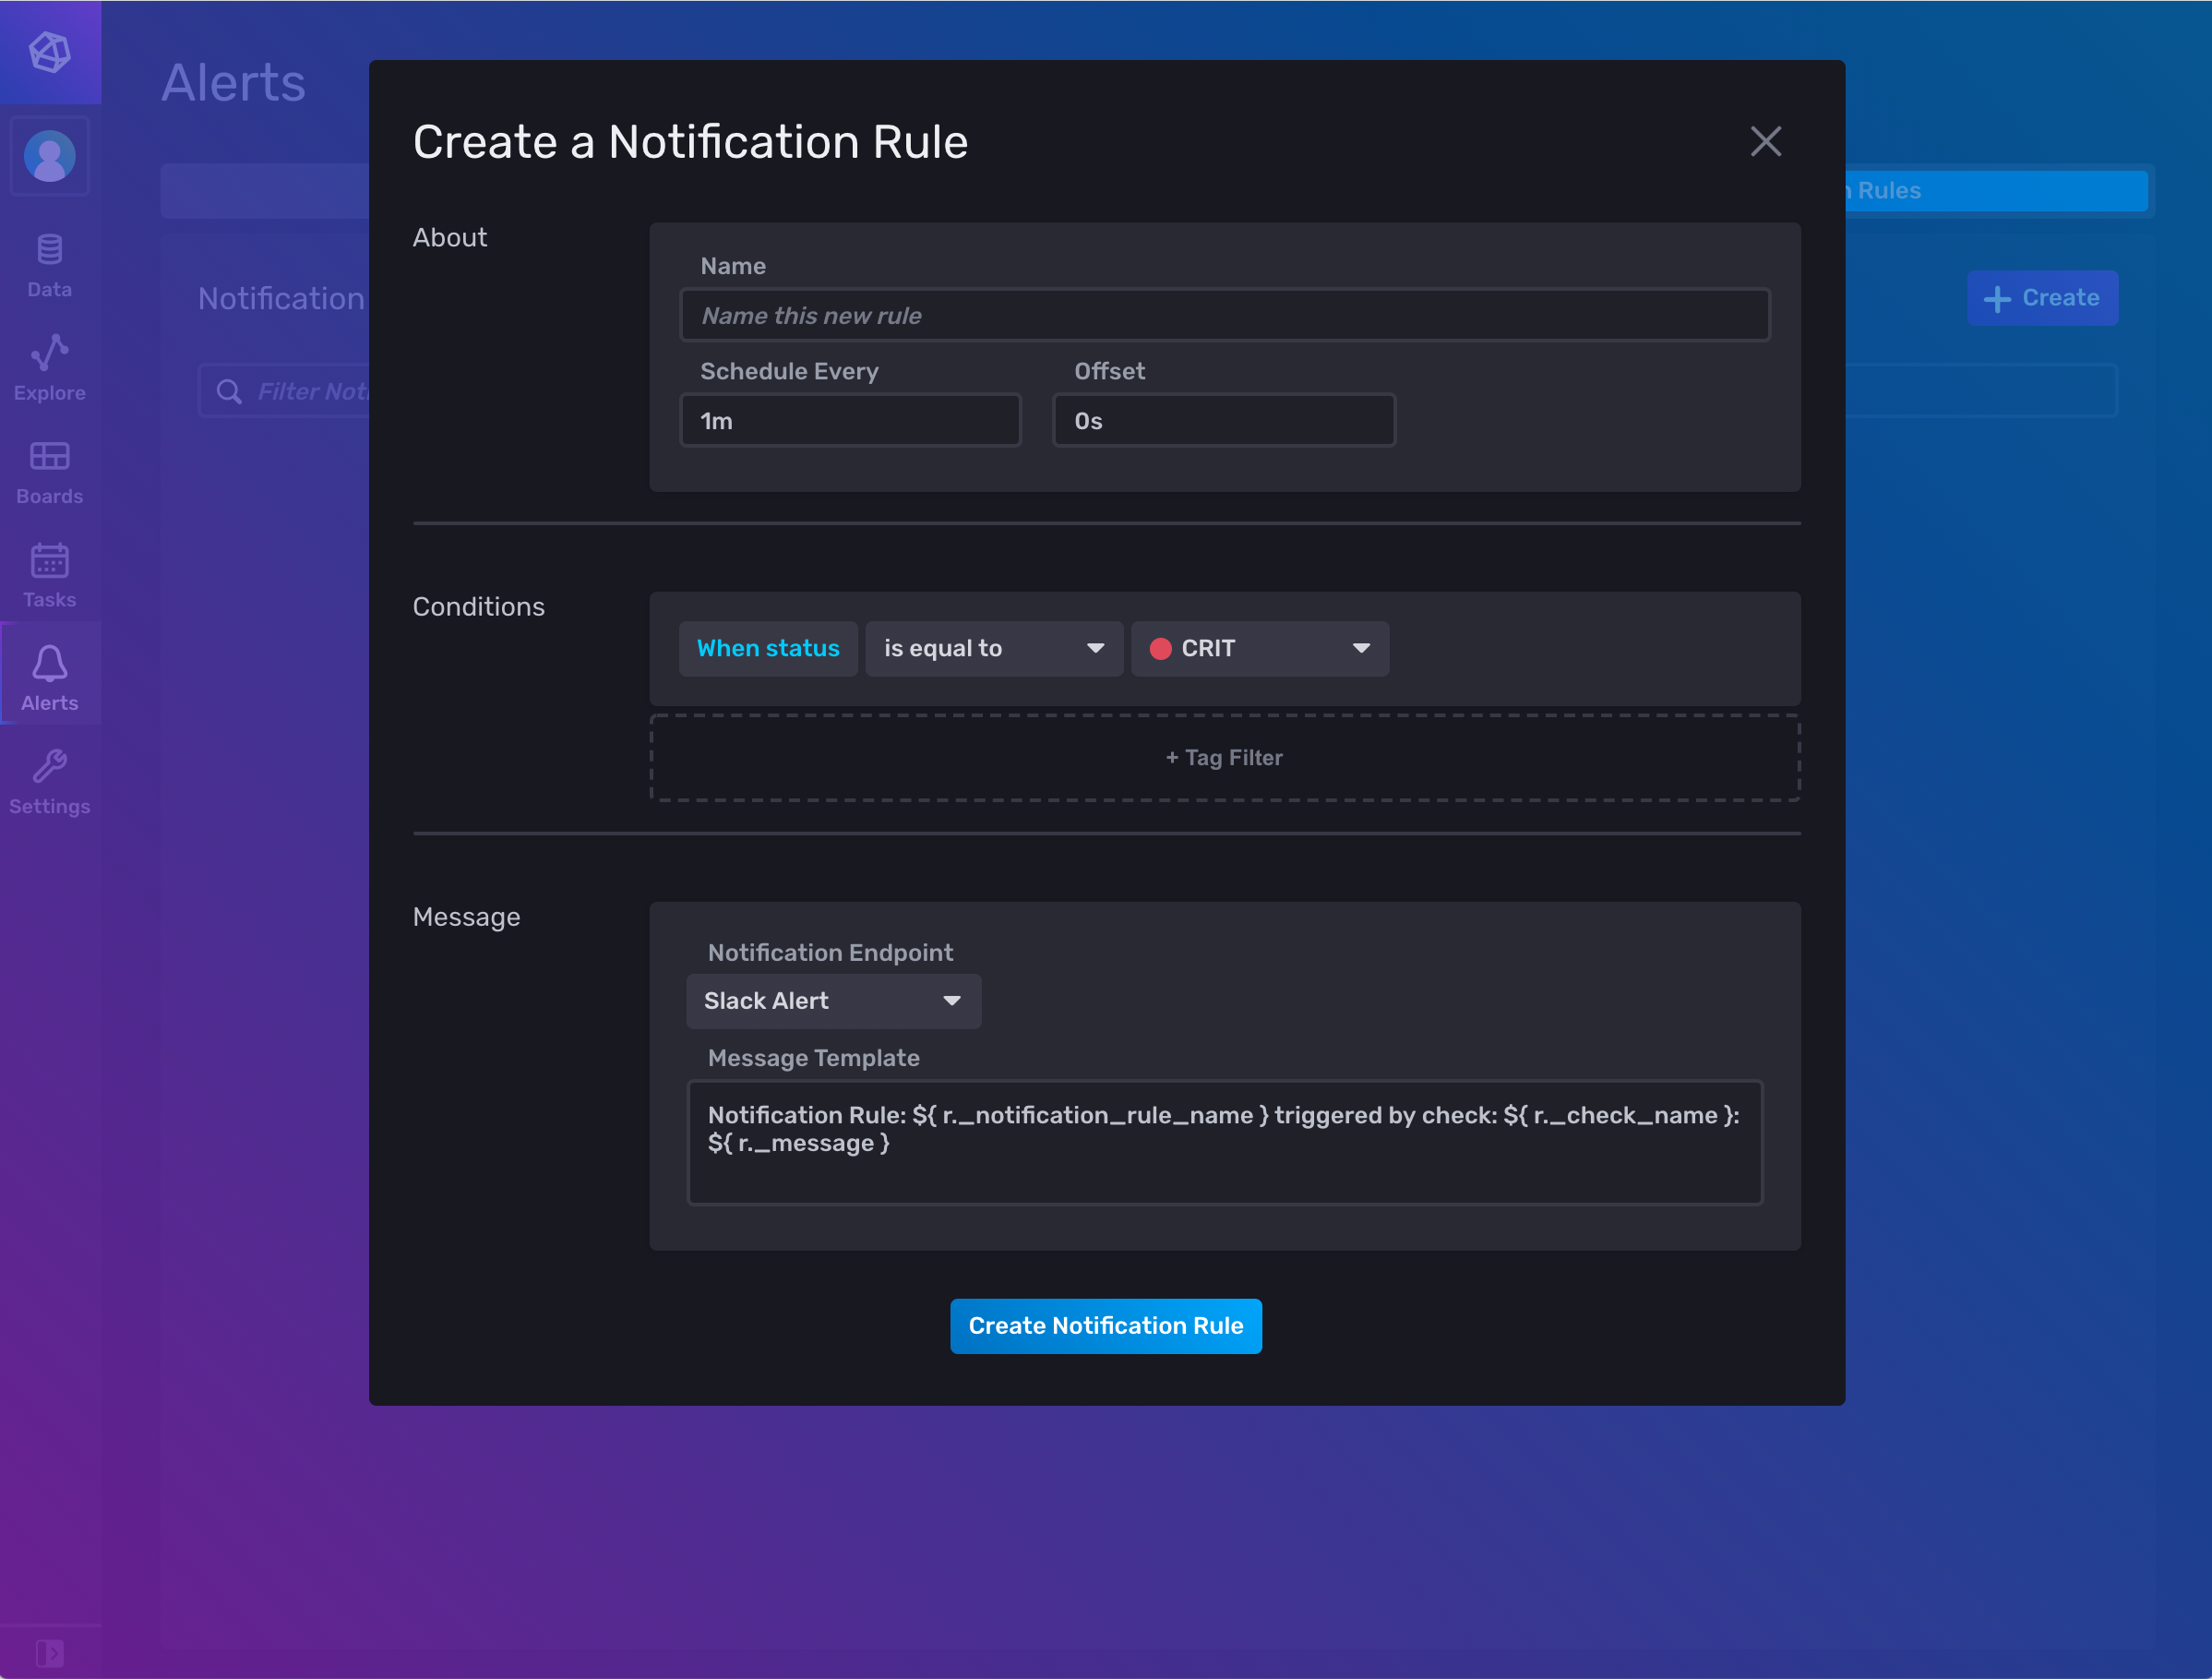 Alerts
Create a Notification Rule
Rules
About
Name
Name this new rule
Data
Notification
Create
Schedule Every
Offset
Explore
Filter
1m
0s
Boards
Tasks
Conditions
When status
is equal to
CRIT
Alerts
+ Tag Filter
Settings
Message
Notification Endpoint
Slack Alert
Message Template
Notification Rule: ${ r._notification_rule_name } triggered by check: ${ r._check_name }:
${ r._message }
Create Notification Rule